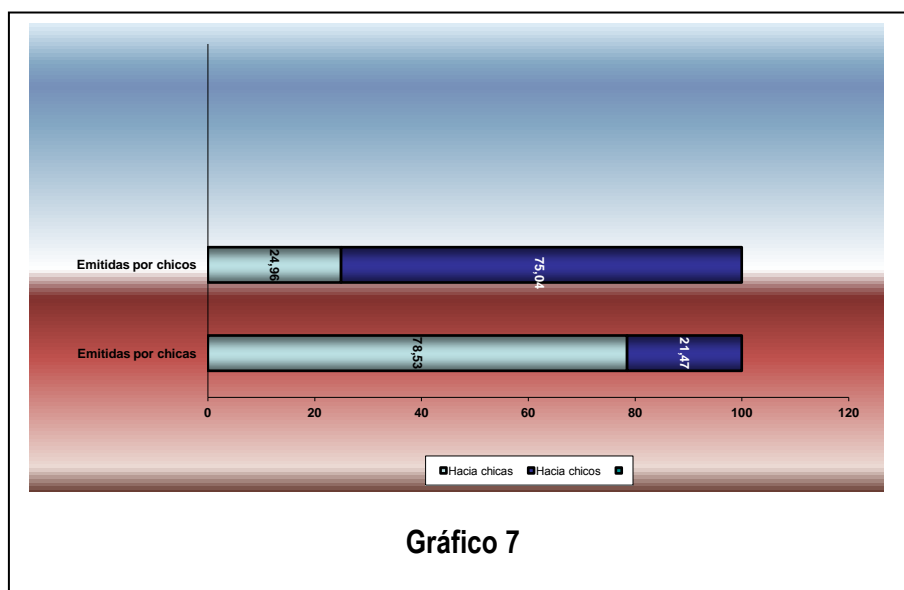 Emitidas por chicos
24,96
75,04
Emitidas por chicas
78,53
21,47
0 20 40 60 80 100 120
Hacia chicas Hacia chicos
Gráfico 7